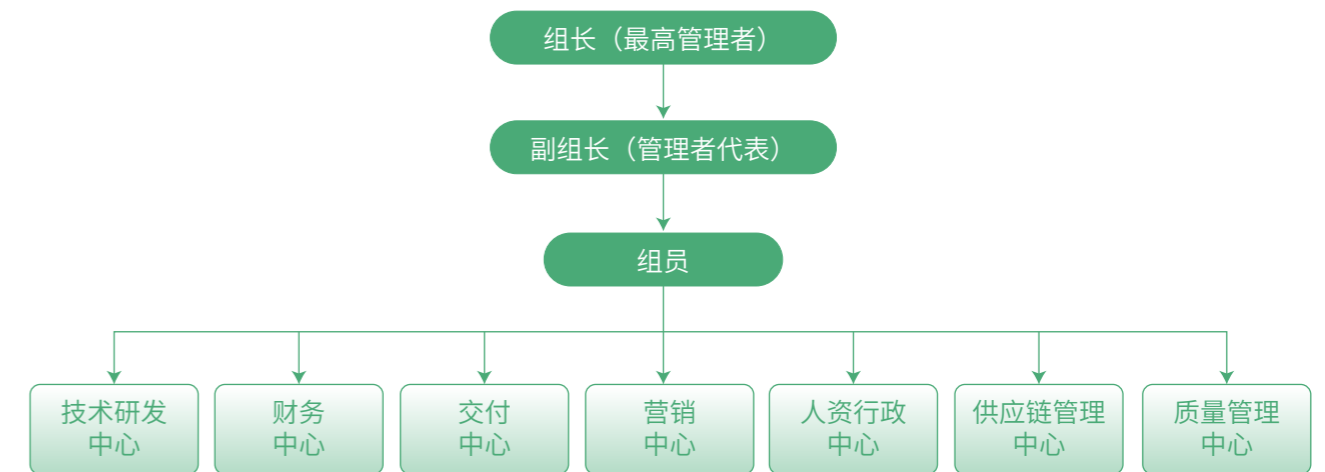 组长（最高管理者）
副组长（管理者代表）
组员
技术研发
中心
财务
中心
交付
中心
营销
中心
人资行政
中心
供应链管理
中心
质量管理
中心